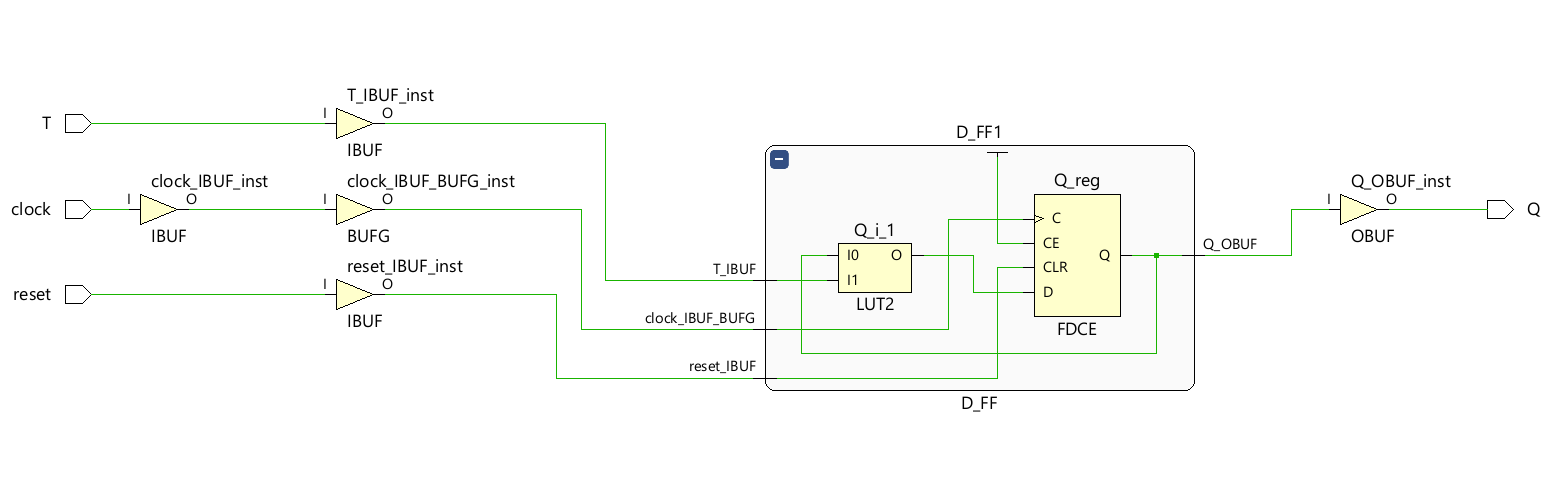 T_IBUF_inst
T
I
O
IBUF
D_FF1
clock_IBUF_inst
clock_IBUF_BUFG_inst
Q_reg
Q_OBUF_inst
clock
I
O
I
O
C
I
O
Q
IBUF
BUFG
Q_i_1
CE
OBUF
Q_OBUF
I0
O
Q
reset_IBUF_inst
T_IBUF
CLR
I1
reset
I
O
D
LUT2
IBUF
clock_IBUF_BUFG
FDCE
reset_IBUF
D_FF